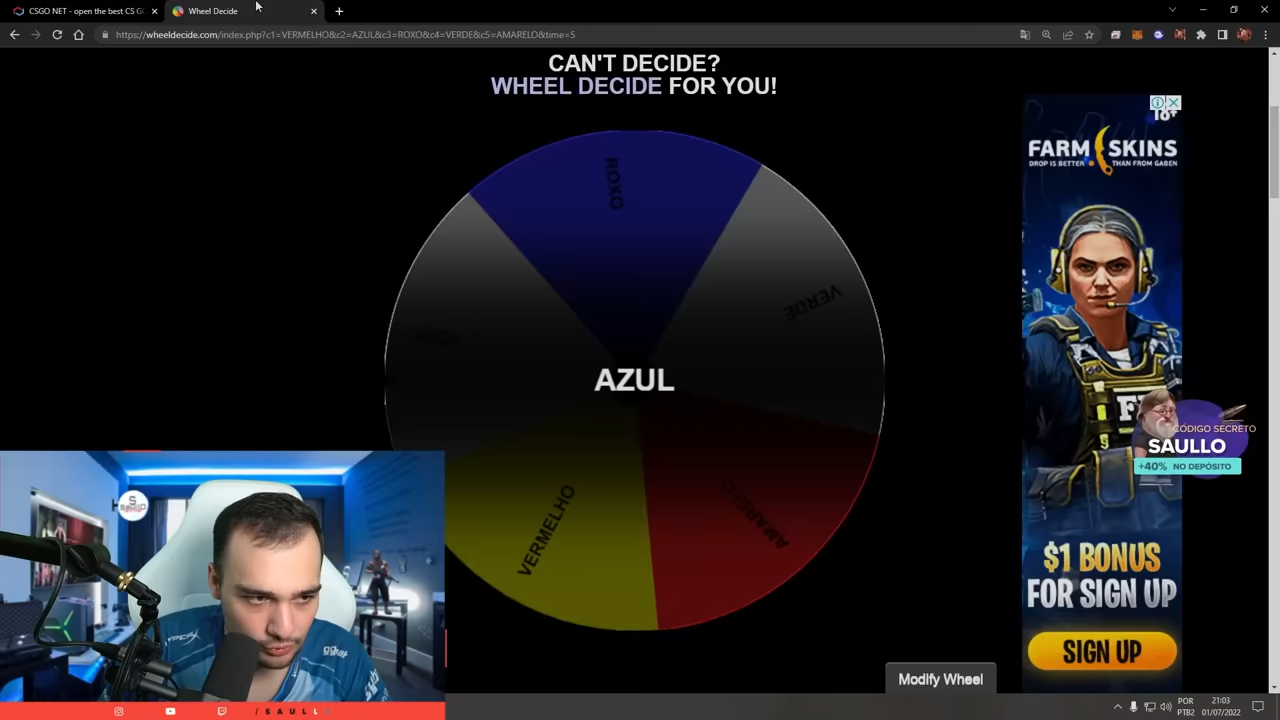 CSGO NET - open the best CS G
Wheel Decide
https://wheeldecide.com/index.php?c1=VERMELHO&c2=AZUL&c3=ROXO&c4=VERDE&c5=AMARELO&time=5
CAN'T DECIDE?
WHEEL DECIDE FOR YOU!
ROXO
VERDE
AZUL
VERMELHO
AMARELO
18+
FARM SKINS
DROP IS BETTER THAN FROM GABEN
CÓDIGO SECRETO
SAULLO
+40% NO DEPÓSITO
$1 BONUS
FOR SIGN UP
SIGN UP
Modify Wheel
HYPERX
/SAULL
POR
PTB2
21:03
01/07/2022